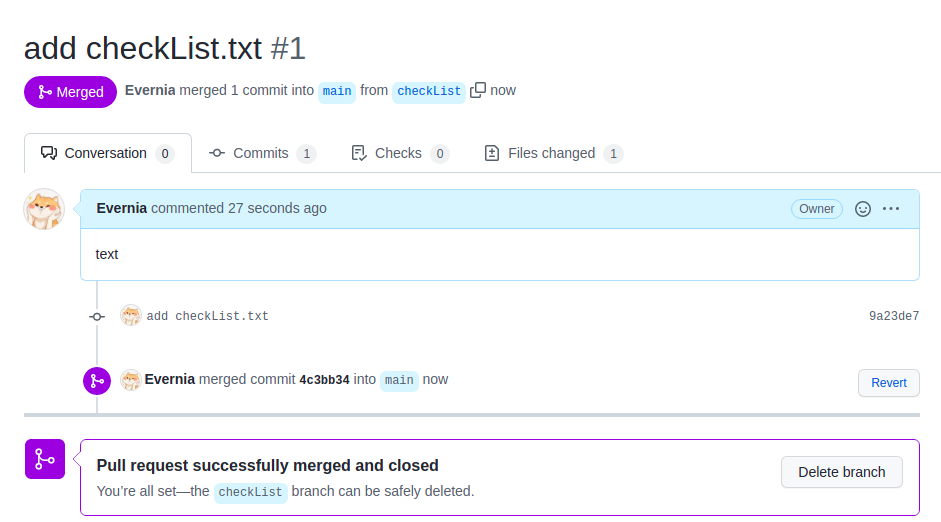 add checkList.txt #1
Merged Evernia merged 1 commit into main from checkList now
Conversation 0 Commits 1 Checks 0 Files changed 1
Evernia commented 27 seconds ago Owner
text
add checkList.txt 9a23de7
Evernia merged commit 4c3bb34 into main now Revert
Pull request successfully merged and closed
You’re all set—the checkList branch can be safely deleted.
Delete branch